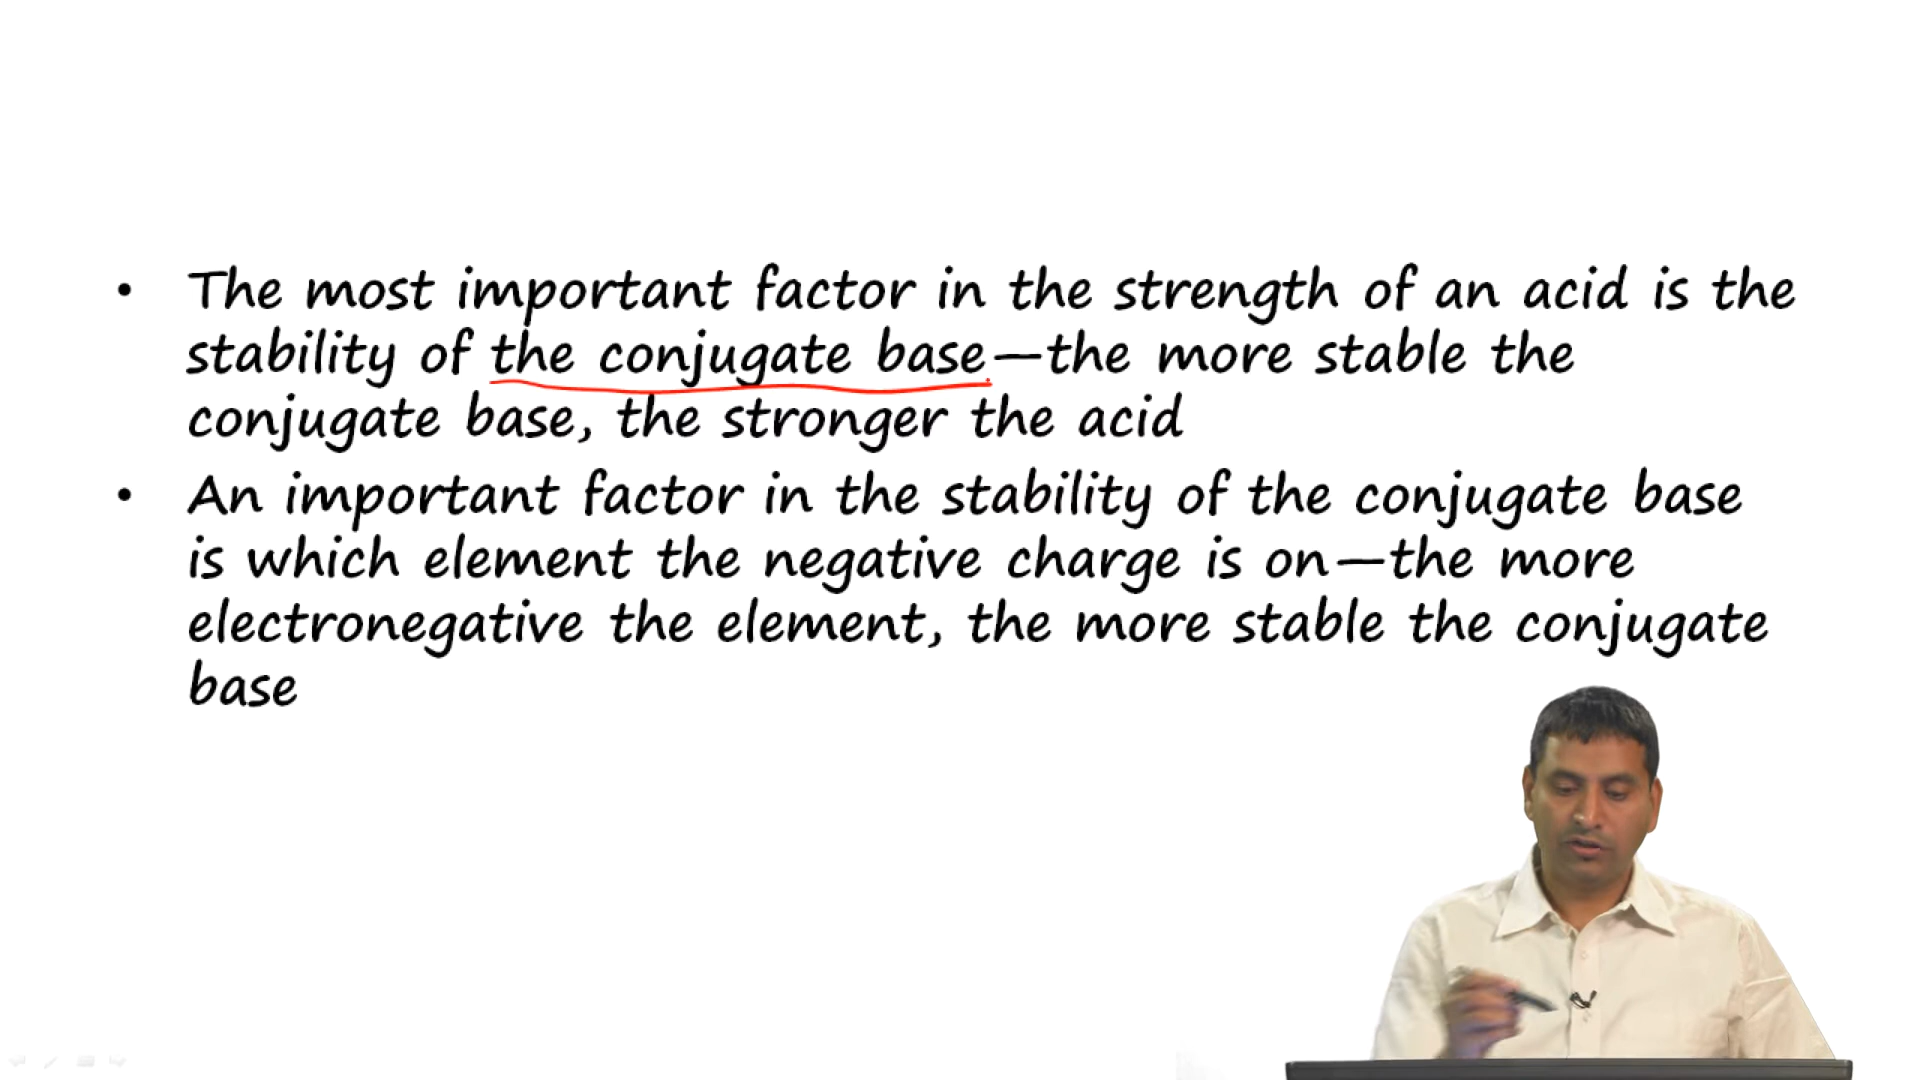 • The most important factor in the strength of an acid is the
stability of the conjugate base—the more stable the
conjugate base, the stronger the acid
• An important factor in the stability of the conjugate base
is which element the negative charge is on—the more
electronegative the element, the more stable the conjugate
base